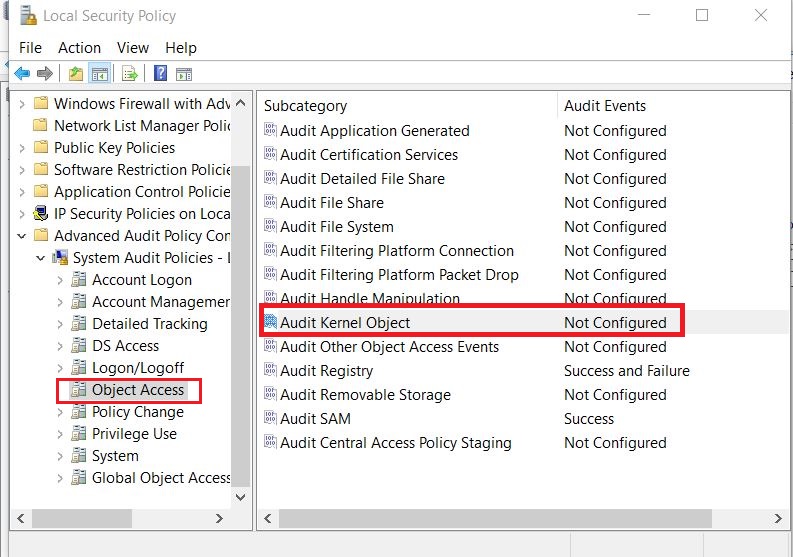 Local Security Policy
File Action View Help
Windows Firewall with Adv
Network List Manager Polic
Public Key Policies
Software Restriction Policie
Application Control Policie
IP Security Policies on Loca
Advanced Audit Policy Con
System Audit Policies - L
Account Logon
Account Managemer
Detailed Tracking
DS Access
Logon/Logoff
Object Access
Policy Change
Privilege Use
System
Global Object Access
Subcategory Audit Events
Audit Application Generated Not Configured
Audit Certification Services Not Configured
Audit Detailed File Share Not Configured
Audit File Share Not Configured
Audit File System Not Configured
Audit Filtering Platform Connection Not Configured
Audit Filtering Platform Packet Drop Not Configured
Audit Handle Manipulation Not Configured
Audit Kernel Object Not Configured
Audit Other Object Access Events Not Configured
Audit Registry Success and Failure
Audit Removable Storage Not Configured
Audit SAM Success
Audit Central Access Policy Staging Not Configured